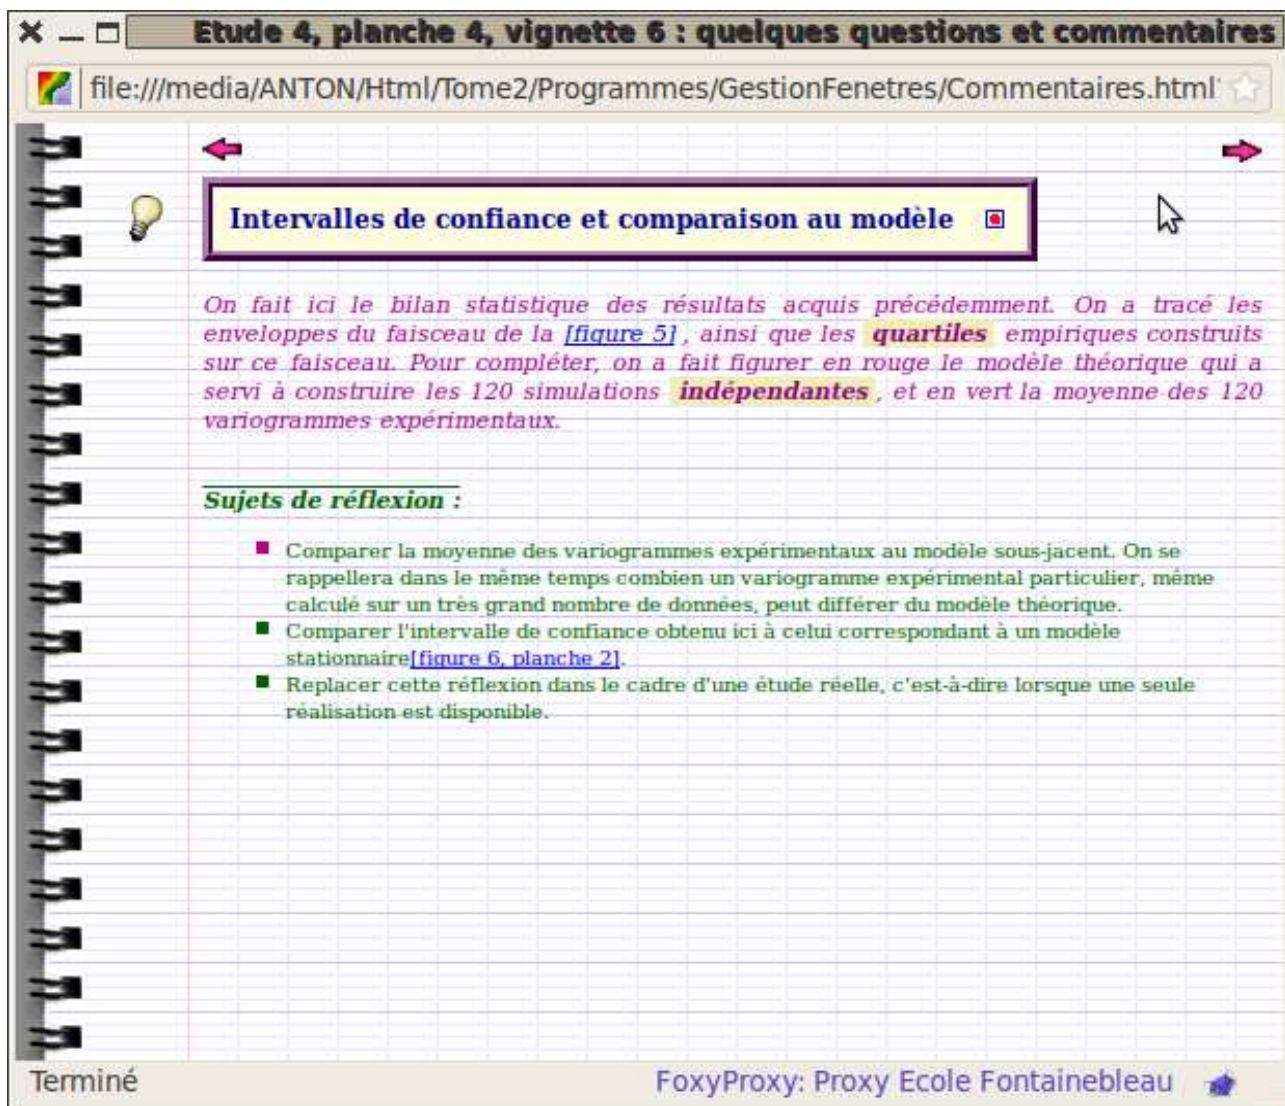 Etude 4, planche 4, vignette 6 : quelques questions et commentaires
file:///media/ANTON/Html/Tome2/Programmes/GestionFenetres/Commentaires.html
Intervalles de confiance et comparaison au modèle
On fait ici le bilan statistique des résultats acquis précédemment. On a tracé les
enveloppes du faisceau de la [figure 5] , ainsi que les quartiles empiriques construits
sur ce faisceau. Pour compléter, on a fait figurer en rouge le modèle théorique qui a
servi à construire les 120 simulations indépendantes , et en vert la moyenne des 120
variogrammes expérimentaux.
Sujets de réflexion :
Comparer la moyenne des variogrammes expérimentaux au modèle sous-jacent. On se
rappellera dans le même temps combien un variogramme expérimental particulier, même
calculé sur un très grand nombre de données, peut différer du modèle théorique.
Comparer l'intervalle de confiance obtenu ici à celui correspondant à un modèle
stationnaire[figure 6, planche 2].
Replacer cette réflexion dans le cadre d'une étude réelle, c'est-à-dire lorsque une seule
réalisation est disponible.
Terminé
FoxyProxy: Proxy Ecole Fontainebleau